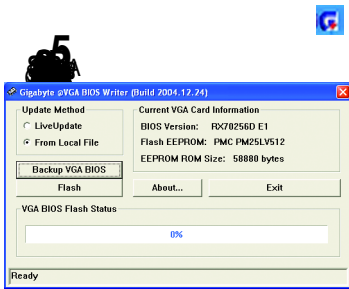 5
Gigabyte @VGA BIOS Writer (Build 2004.12.24)
Update Method
LiveUpdate
From Local File
Current VGA Card Information
BIOS Version: RX70256D E1
Flash EEPROM: PMC PM25LV512
EEPROM ROM Size: 58880 bytes
Backup VGA BIOS
Flash
About...
Exit
VGA BIOS Flash Status
0%
Ready